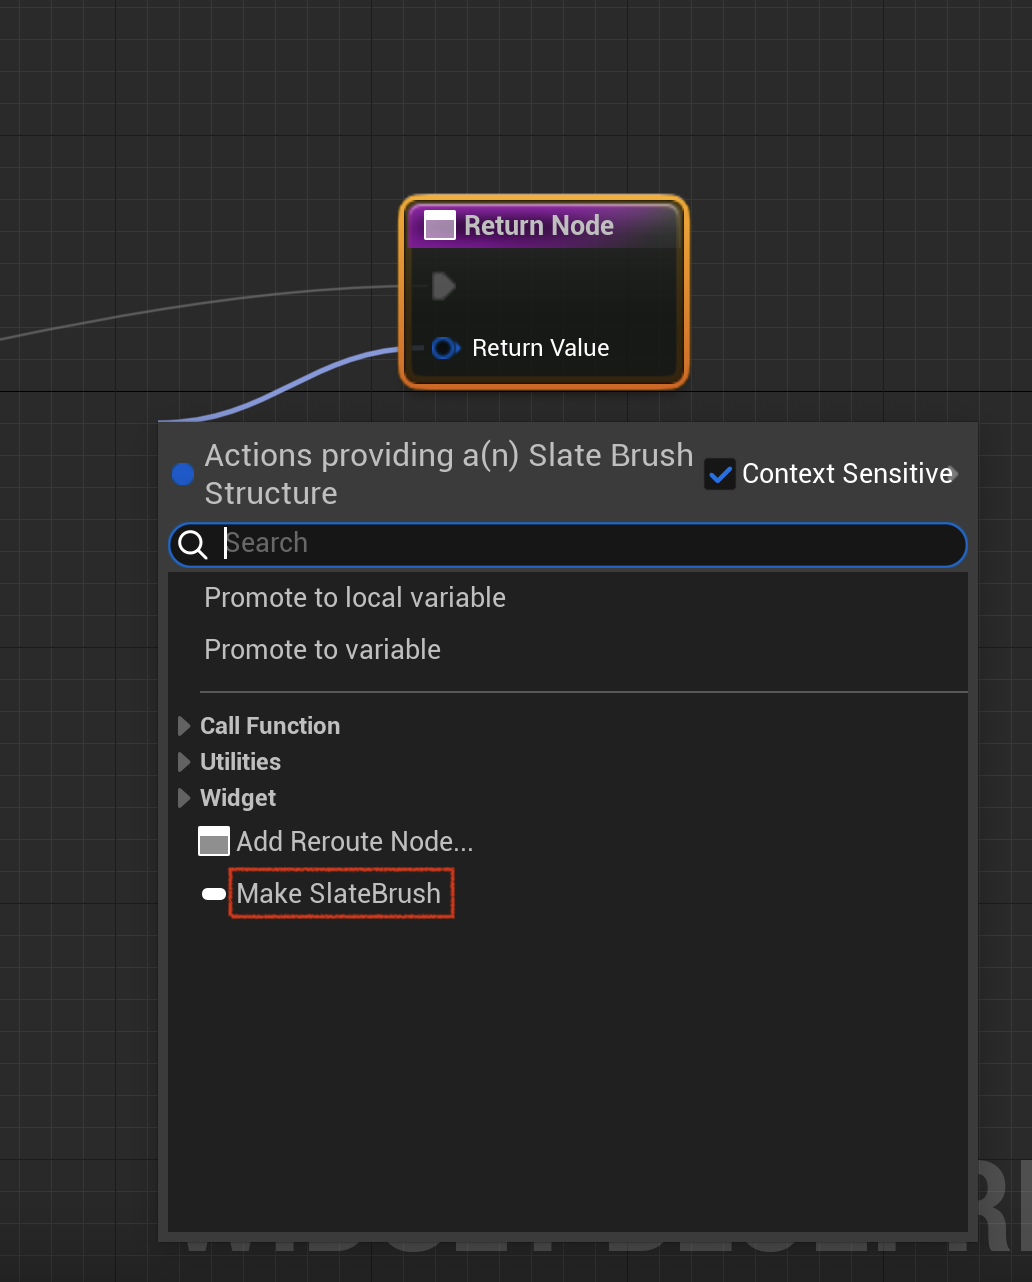 Return Node
Return Value
Actions providing a(n) Slate Brush
Structure
Context Sensitive
Search
Promote to local variable
Promote to variable
Call Function
Utilities
Widget
Add Reroute Node...
Make SlateBrush